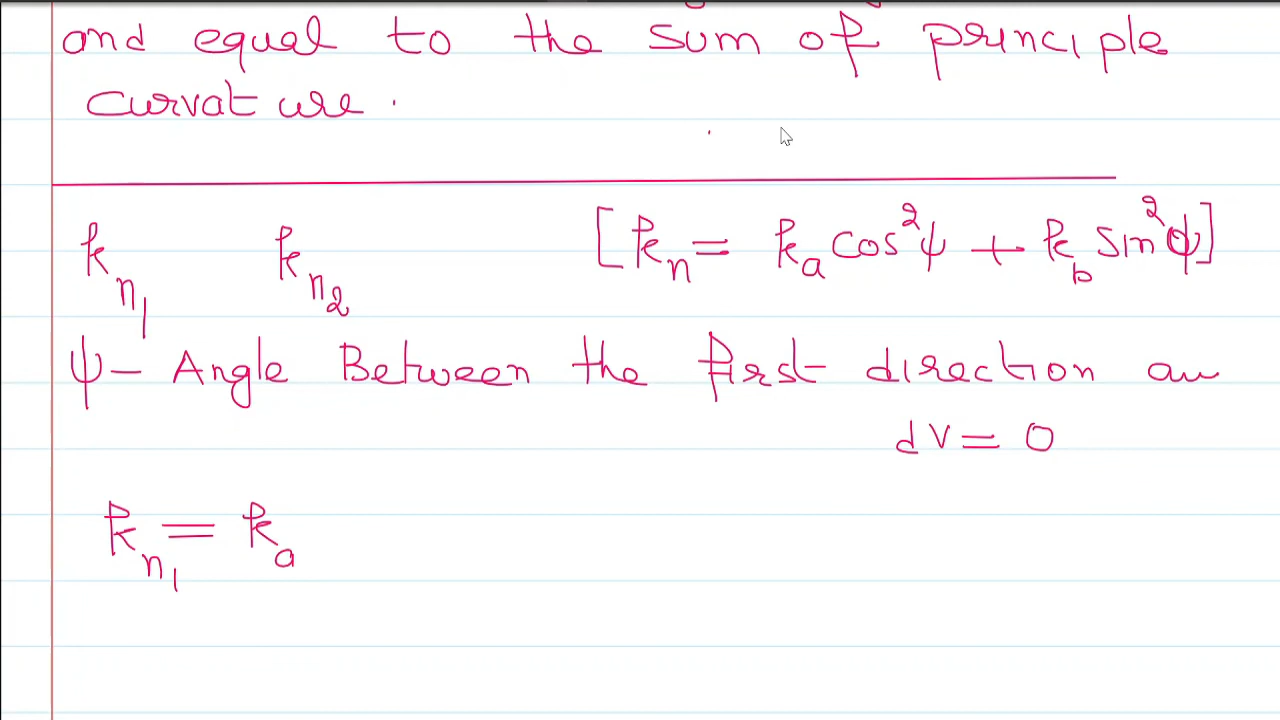 and equal to the sum of principle
curvature.
k_{n_1} k_{n_2} [k_n = k_a cos²ψ + k_b sin²ψ]
ψ - Angle Between the first direction an
dv = 0
k_{n_1} = k_a